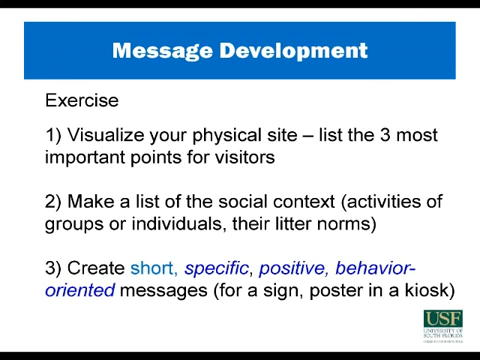 Message Development
Exercise
1) Visualize your physical site – list the 3 most
important points for visitors
2) Make a list of the social context (activities of
groups or individuals, their litter norms)
3) Create short, specific, positive, behavior-
oriented messages (for a sign, poster in a kiosk)
USF
UNIVERSITY OF
SOUTH FLORIDA